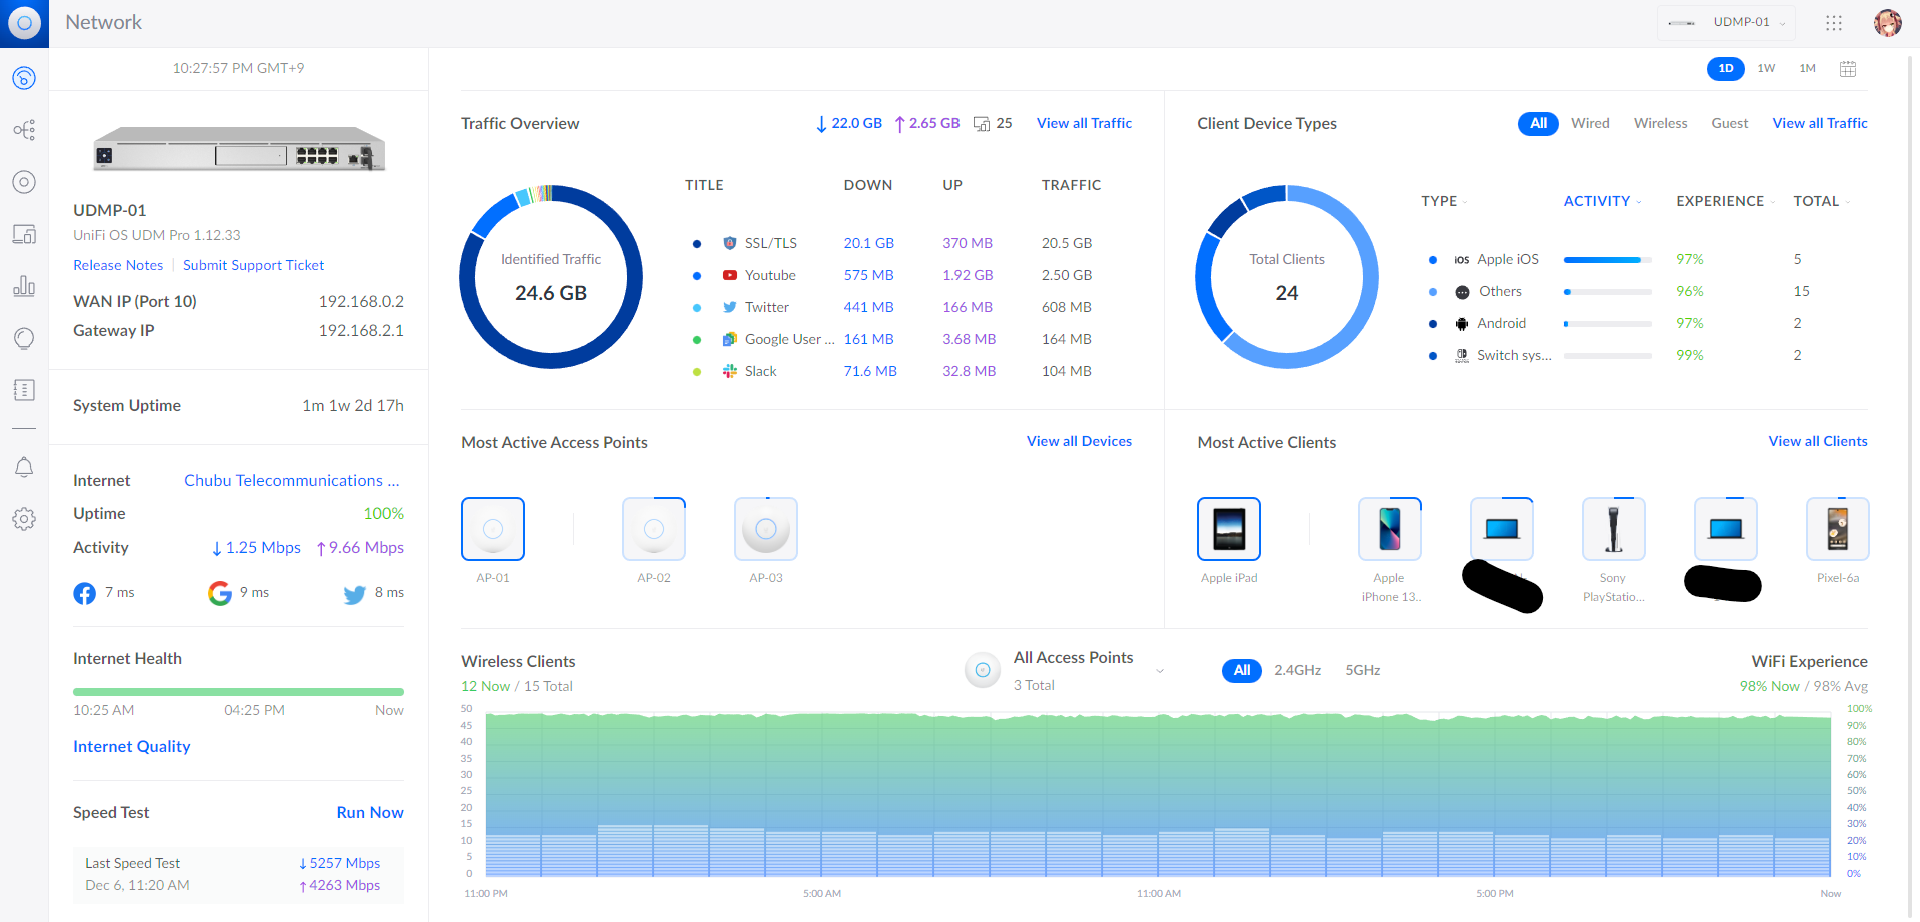 Network
UDMP-01
10:27:57 PM GMT+9
UDMP-01
UniFi OS UDM Pro 1.12.33
Release Notes | Submit Support Ticket
WAN IP (Port 10) 192.168.0.2
Gateway IP 192.168.2.1
System Uptime 1m 1w 2d 17h
Internet Chubu Telecommunications ...
Uptime 100%
Activity ↓ 1.25 Mbps ↑ 9.66 Mbps
7 ms 9 ms 8 ms
Internet Health
10:25 AM 04:25 PM Now
Internet Quality
Speed Test Run Now
Last Speed Test ↓ 5257 Mbps
Dec 6, 11:20 AM ↑ 4263 Mbps
1D 1W 1M
Traffic Overview ↓ 22.0 GB ↑ 2.65 GB 25 View all Traffic
Identified Traffic
24.6 GB
TITLE DOWN UP TRAFFIC
SSL/TLS 20.1 GB 370 MB 20.5 GB
Youtube 575 MB 1.92 GB 2.50 GB
Twitter 441 MB 166 MB 608 MB
Google User ... 161 MB 3.68 MB 164 MB
Slack 71.6 MB 32.8 MB 104 MB
Client Device Types All Wired Wireless Guest View all Traffic
Total Clients
24
TYPE ACTIVITY EXPERIENCE TOTAL
iOS Apple iOS 97% 5
Others 96% 15
Android 97% 2
Switch sys... 99% 2
Most Active Access Points View all Devices
AP-01 AP-02 AP-03
Most Active Clients View all Clients
Apple iPad
Apple
iPhone 13..
Sony
PlayStatio...
Pixel-6a
Wireless Clients
12 Now / 15 Total
All Access Points
3 Total
All 2.4GHz 5GHz
WiFi Experience
98% Now / 98% Avg
50 100%
45 90%
40 80%
35 70%
30 60%
25 50%
20 40%
15 30%
10 20%
5 10%
0 0%
11:00 PM 5:00 AM 11:00 AM 5:00 PM Now